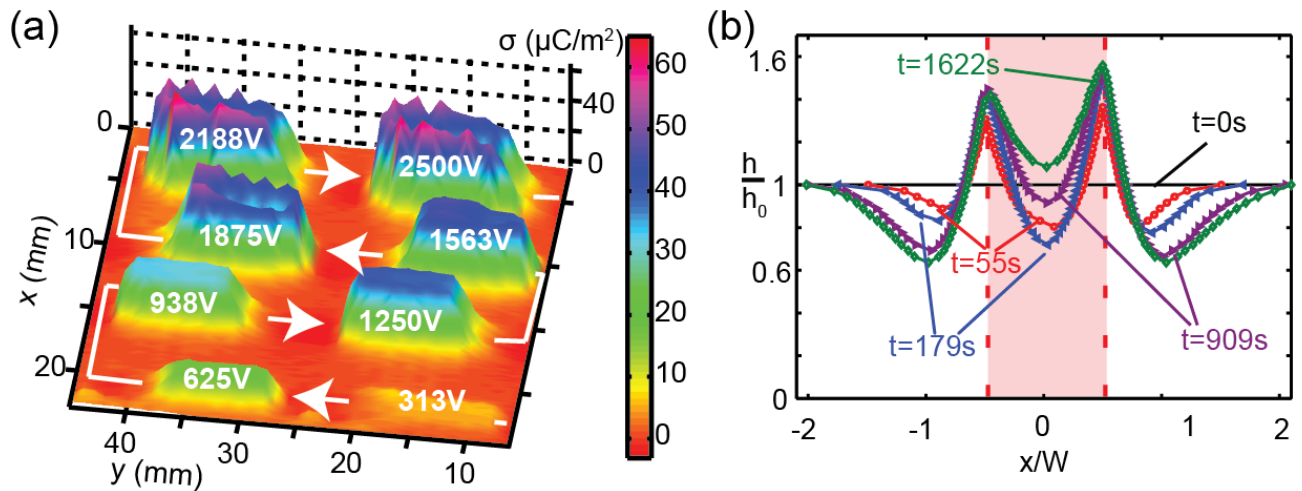 (a)
σ (µC/m²)
40
0
60
50
40
30
20
10
0
0
10
20
x (mm)
40
30
20
10
y (mm)
2188V
2500V
1875V
1563V
938V
1250V
625V
313V
(b)
1.6
1
0.6
0
h
h₀
t=1622s
t=0s
t=55s
t=179s
t=909s
-2
-1
0
1
2
x/W